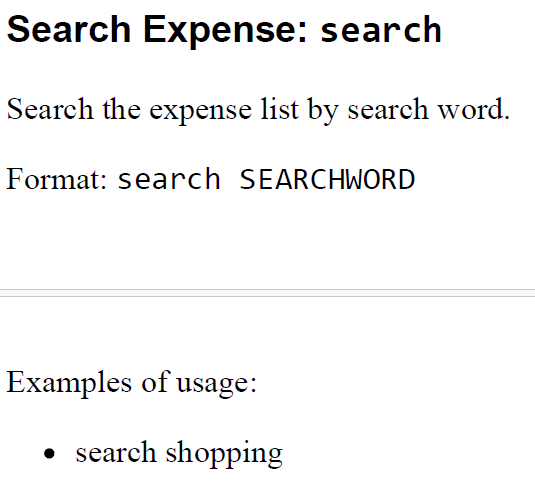 Search Expense: search
Search the expense list by search word.
Format: search SEARCHWORD
Examples of usage:
• search shopping